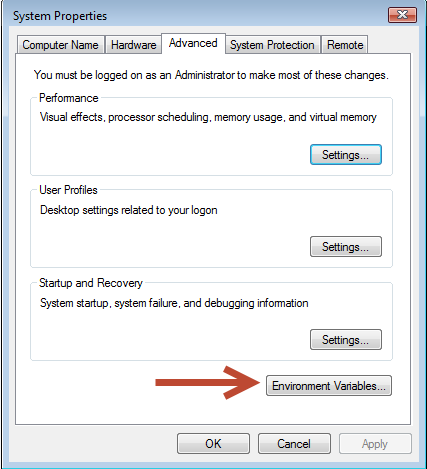 System Properties
Computer Name Hardware Advanced System Protection Remote
You must be logged on as an Administrator to make most of these changes.
Performance
Visual effects, processor scheduling, memory usage, and virtual memory
Settings...
User Profiles
Desktop settings related to your logon
Settings...
Startup and Recovery
System startup, system failure, and debugging information
Settings...
Environment Variables...
OK Cancel Apply